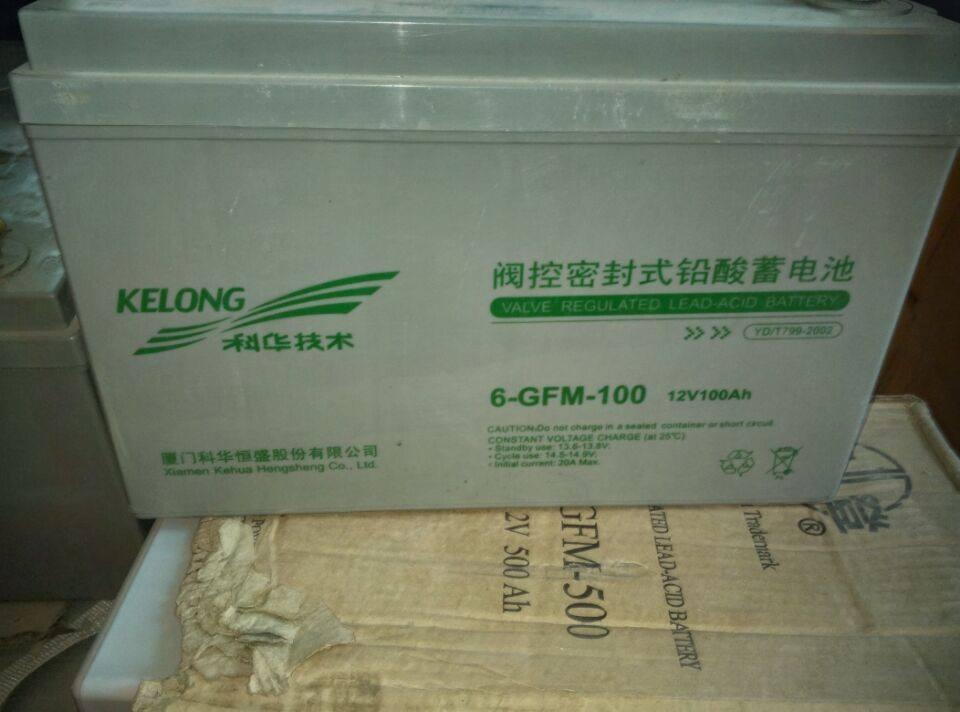 KELONG
科华技术
阀控密封式铅酸蓄电池
VALVE REGULATED LEAD-ACID BATTERY
YD/T799-2002
6-GFM-100 12V100Ah
CAUTION:Do not charge in a sealed container or short circuit
CONSTANT VOLTAGE CHARGE (at 25℃)
• Standby use: 13.6-13.8V;
• Cycle use: 14.5-14.9V;
• Initial current: 20A Max.
厦门科华恒盛股份有限公司
Xiamen Kehua Hengsheng Co., Ltd.
Trademark
®
ATED LEAD-ACID BATTERY
GFM-500
2V 500 Ah